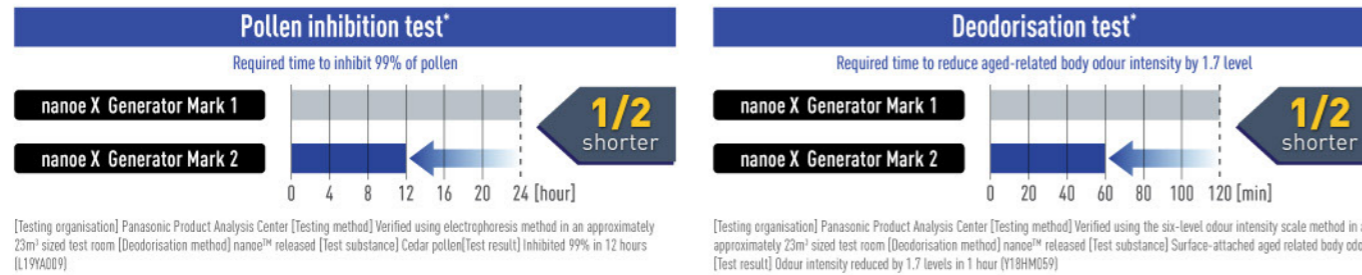 Pollen inhibition test*
Required time to inhibit 99% of pollen
nanoe X Generator Mark 1
nanoe X Generator Mark 2
1/2
shorter
0 4 8 12 16 20 24 [hour]
[Testing organisation] Panasonic Product Analysis Center [Testing method] Verified using electrophoresis method in an approximately
23m³ sized test room [Deodorisation method] nanoe™ released [Test substance] Cedar pollen[Test result] Inhibited 99% in 12 hours
(L19YA009)
Deodorisation test*
Required time to reduce aged-related body odour intensity by 1.7 level
nanoe X Generator Mark 1
nanoe X Generator Mark 2
1/2
shorter
0 20 40 60 80 100 120 [min]
[Testing organisation] Panasonic Product Analysis Center [Testing method] Verified using the six-level odour intensity scale method in a
approximately 23m³ sized test room [Deodorisation method] nanoe™ released [Test substance] Surface-attached aged related body odo
[Test result] Odour intensity reduced by 1.7 levels in 1 hour (Y18HM059)